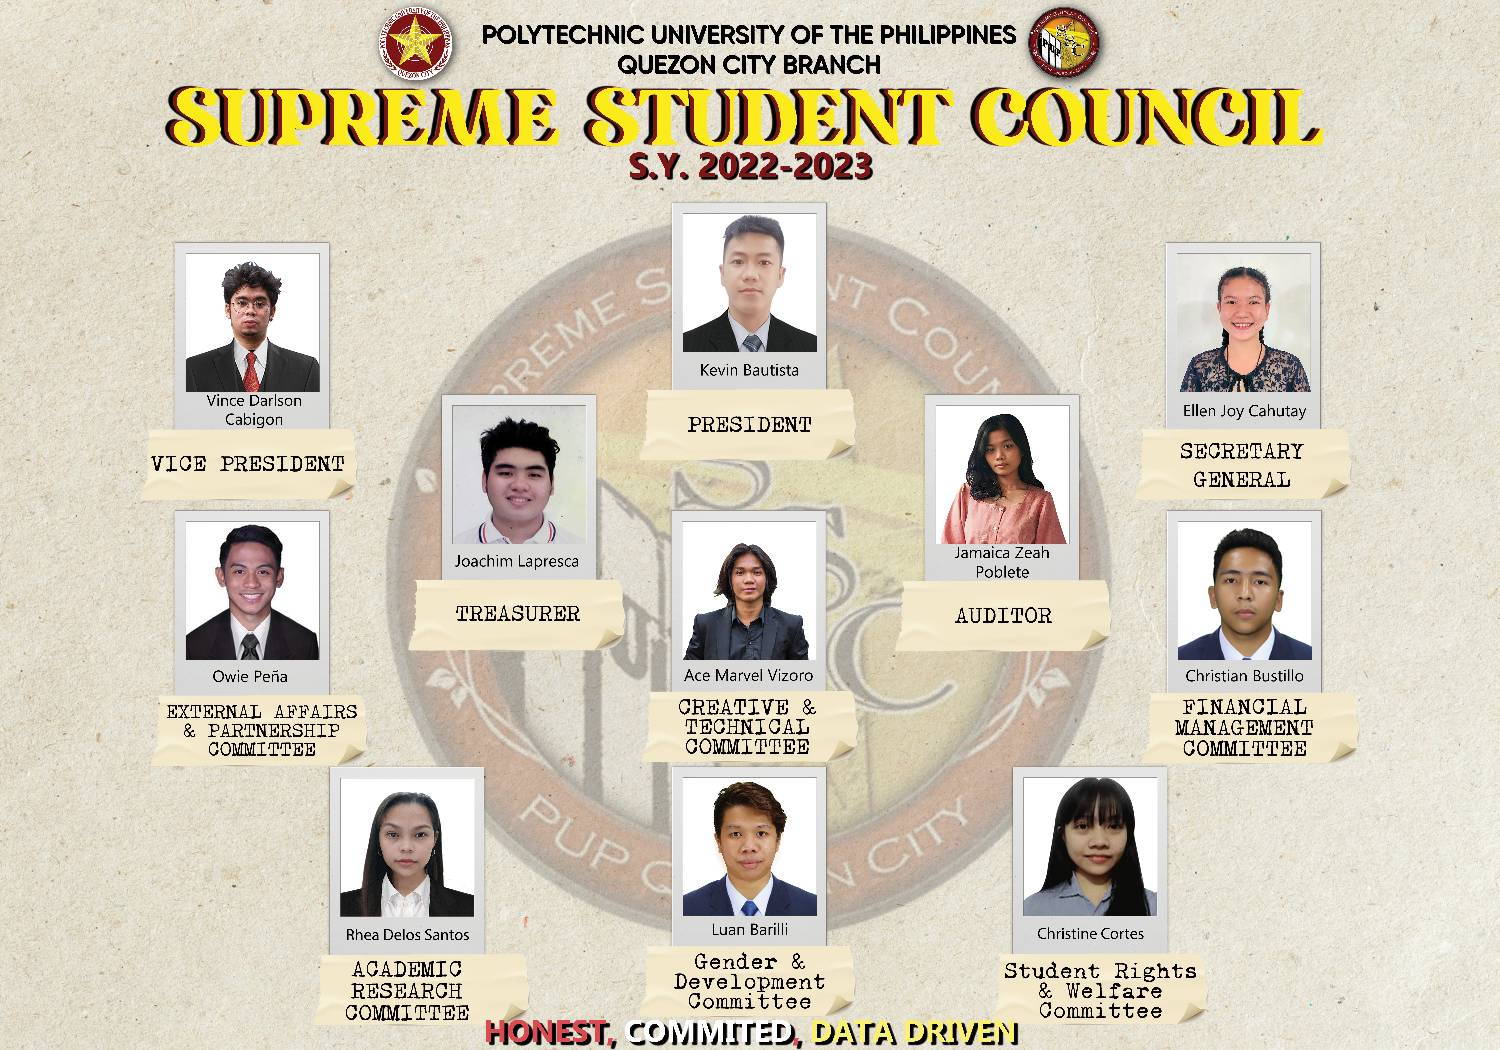 POLYTECHNIC UNIVERSITY OF THE PHILIPPINES
QUEZON CITY BRANCH
SUPREME STUDENT COUNCIL
S.Y. 2022-2023
Kevin Bautista
PRESIDENT
Vince Darlson
Cabigon
VICE PRESIDENT
Ellen Joy Cahutay
SECRETARY
GENERAL
Joachim Lapresca
TREASURER
Jamaica Zeah
Poblete
AUDITOR
Owie Peña
EXTERNAL AFFAIRS
& PARTNERSHIP
COMMITTEE
Ace Marvel Vizoro
CREATIVE &
TECHNICAL
COMMITTEE
Christian Bustillo
FINANCIAL
MANAGEMENT
COMMITTEE
Rhea Delos Santos
ACADEMIC
RESEARCH
COMMITTEE
Luan Barilli
Gender &
Development
Committee
Christine Cortes
Student Rights
& Welfare
Committee
HONEST, COMMITED, DATA DRIVEN